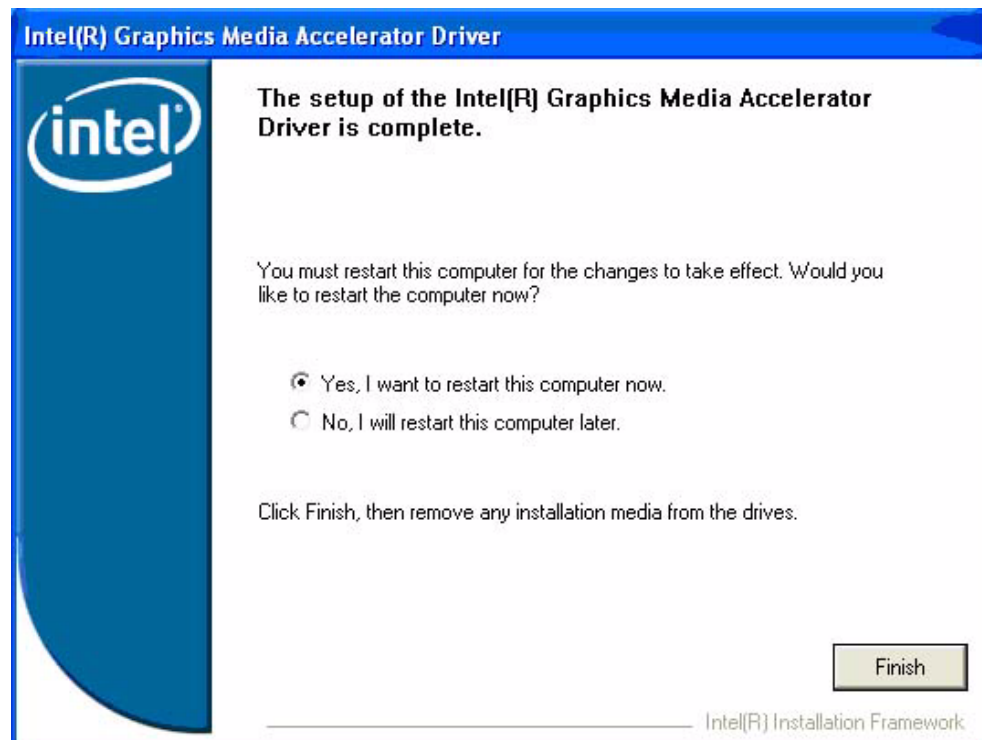 Intel(R) Graphics Media Accelerator Driver
intel
The setup of the Intel(R) Graphics Media Accelerator
Driver is complete.
You must restart this computer for the changes to take effect. Would you
like to restart the computer now?
Yes, I want to restart this computer now.
No, I will restart this computer later.
Click Finish, then remove any installation media from the drives.
Finish
Intel(R) Installation Framework